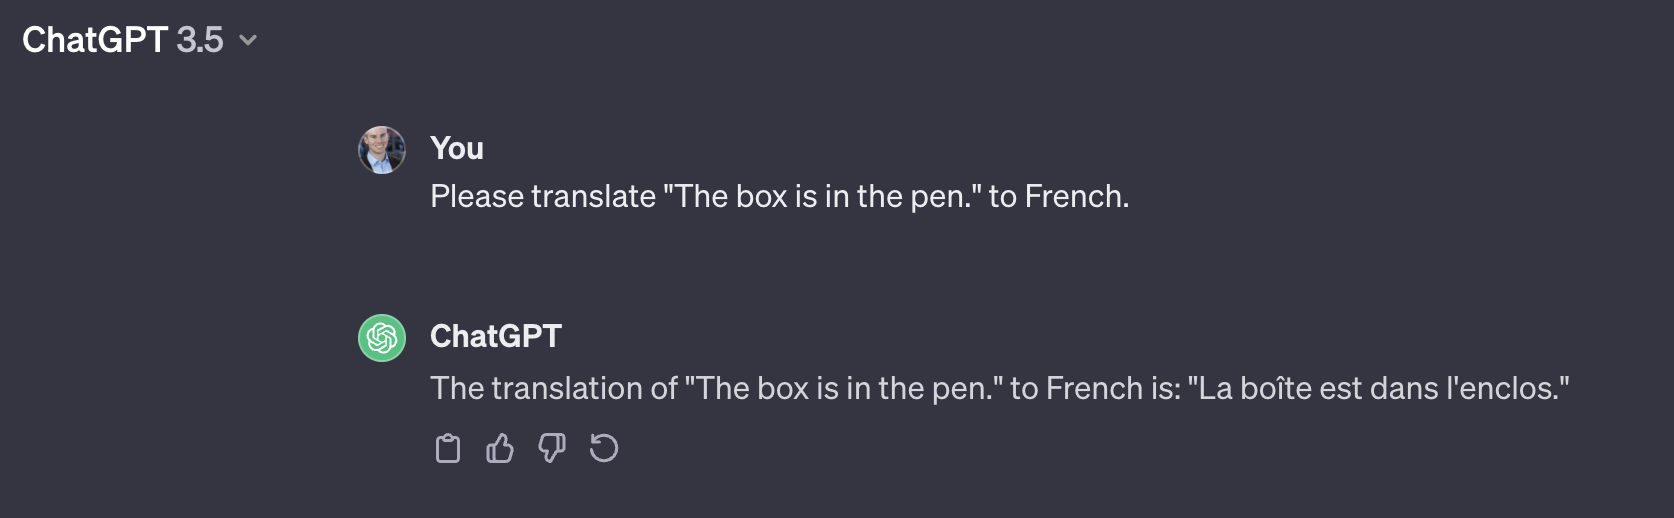 ChatGPT 3.5
You
Please translate "The box is in the pen." to French.
ChatGPT
The translation of "The box is in the pen." to French is: "La boîte est dans l'enclos."